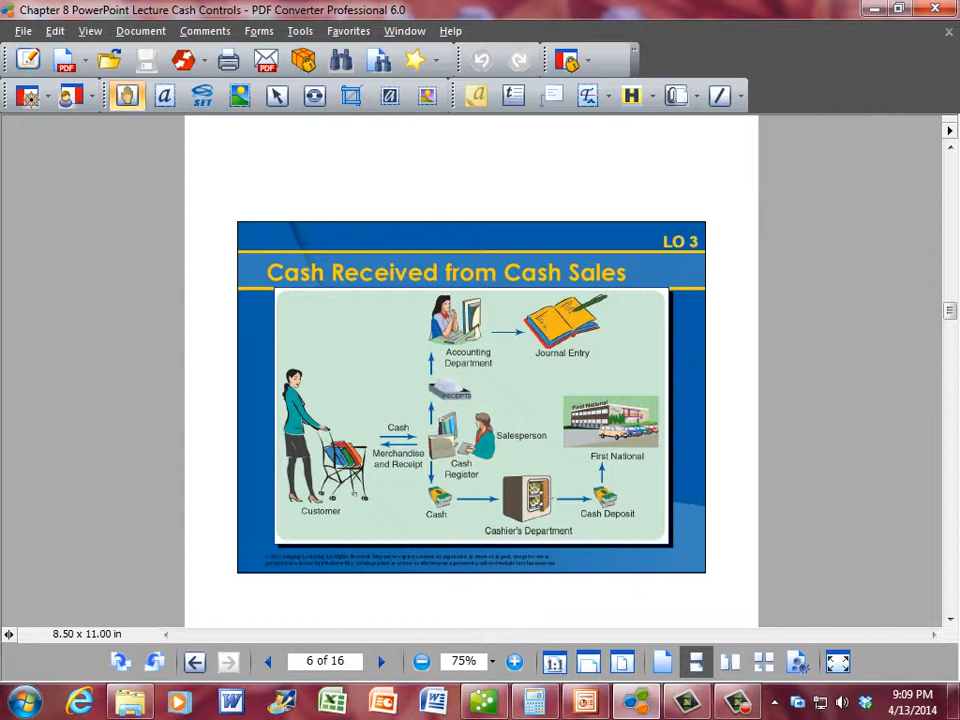 Chapter 8 PowerPoint Lecture Cash Controls - PDF Converter Professional 6.0
File Edit View Document Comments Forms Tools Favorites Window Help
LO 3
Cash Received from Cash Sales
Accounting
Department
Journal Entry
RECEIPTS
First National
Cash
Merchandise
and Receipt
Salesperson
Cash
Register
First National
Customer
Cash
Cash Deposit
Cashier's Department
8.50 x 11.00 in
6 of 16
75%
9:09 PM
4/13/2014